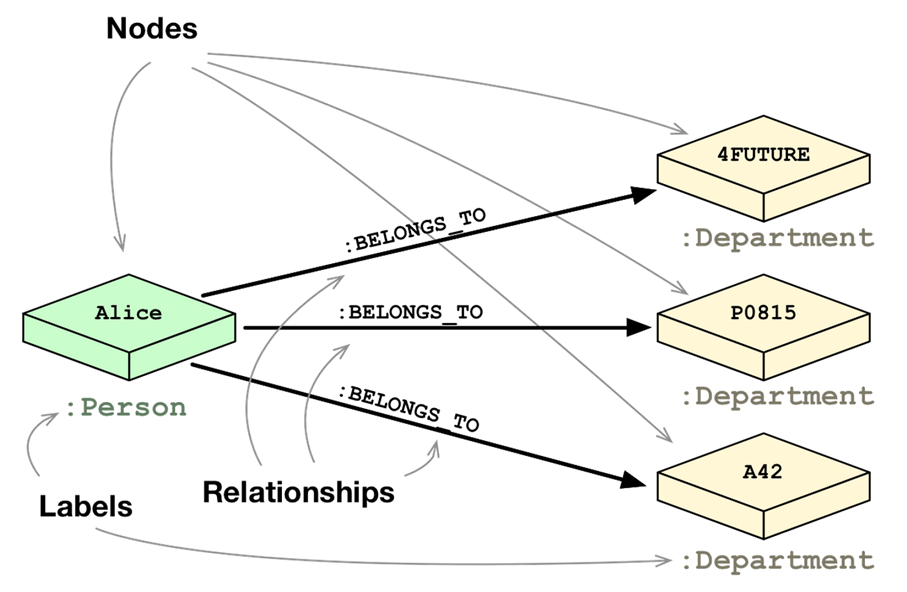 Nodes
4FUTURE
:Department
:BELONGS_TO
Alice
:Person
:BELONGS_TO
P0815
:Department
:BELONGS_TO
A42
:Department
Relationships
Labels